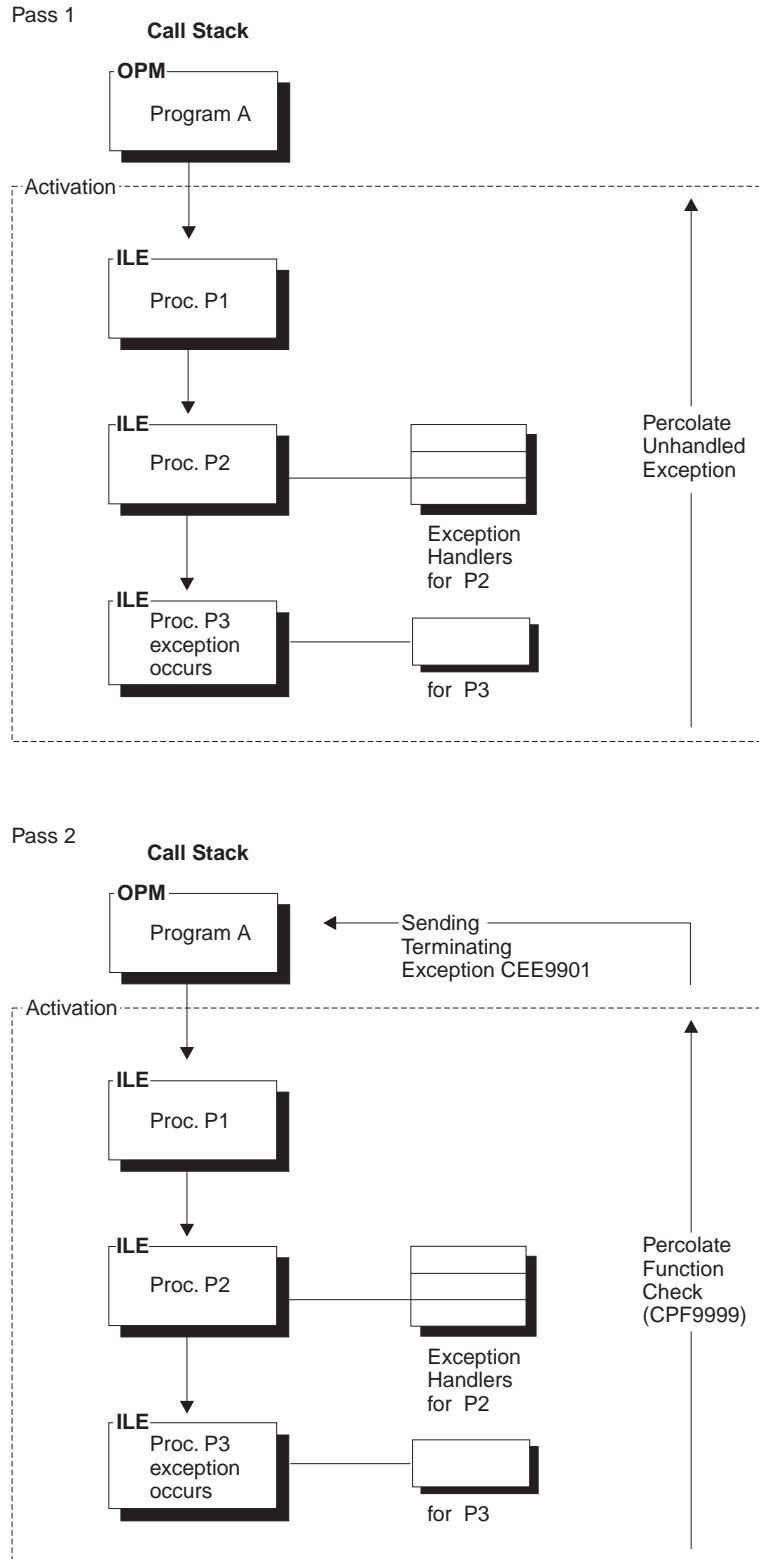 Pass 1
Call Stack
OPM
Program A
Activation
ILE
Proc. P1
ILE
Proc. P2
Percolate
Unhandled
Exception
Exception
Handlers
for P2
ILE
Proc. P3
exception
occurs
for P3
Pass 2
Call Stack
OPM
Program A
Sending
Terminating
Exception CEE9901
Activation
ILE
Proc. P1
ILE
Proc. P2
Percolate
Function
Check
(CPF9999)
Exception
Handlers
for P2
ILE
Proc. P3
exception
occurs
for P3